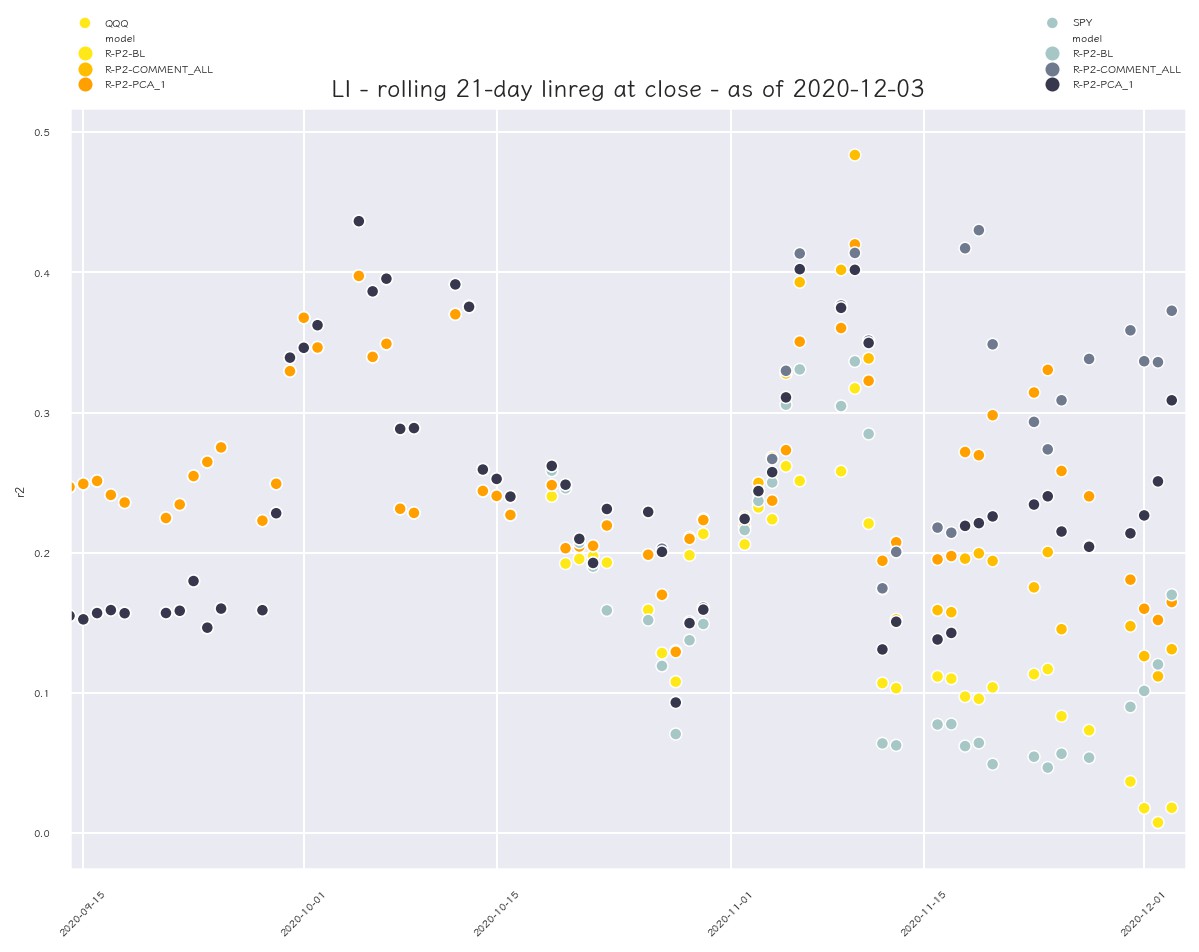 QQQ
model
R-P2-BL
R-P2-COMMENT_ALL
R-P2-PCA_1
SPY
model
R-P2-BL
R-P2-COMMENT_ALL
R-P2-PCA_1
LI - rolling 21-day linreg at close - as of 2020-12-03
0.5
0.4
0.3
0.2
0.1
0.0
r2
2020-09-15
2020-10-01
2020-10-15
2020-11-01
2020-11-15
2020-12-01